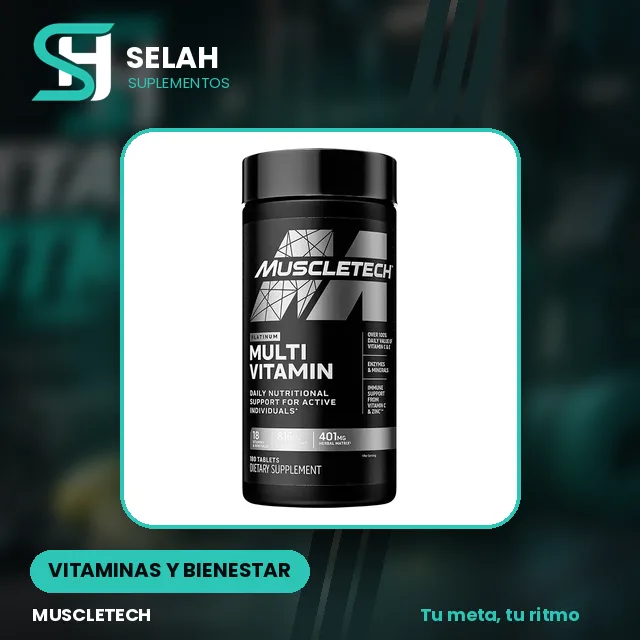 SELAH
SUPLEMENTOS
MUSCLETECH
PLATINUM
MULTI
VITAMIN
DAILY NUTRITIONAL
SUPPORT FOR ACTIVE
INDIVIDUALS*
OVER 100%
DAILY VALUE OF
VITAMIN C & E
ENZYMES
& MINERALS
IMMUNE
SUPPORT
FROM
VITAMIN C
& ZINC
18
401MG
HERBAL MATRIX
180 TABLETS
DIETARY SUPPLEMENT
VITAMINAS Y BIENESTAR
MUSCLETECH
Tu meta, tu ritmo